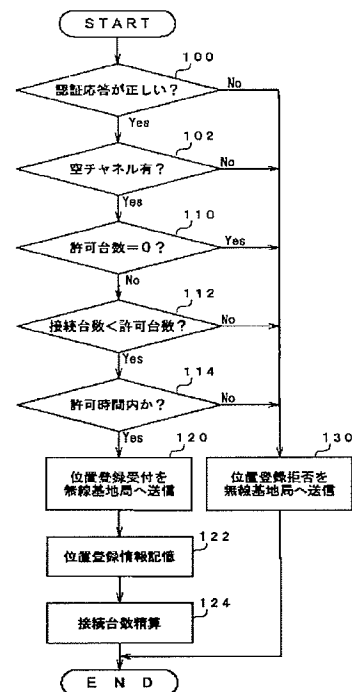 START
100
認証応答が正しい?
No
Yes
102
空チャネル有?
No
Yes
110
許可台数=0?
Yes
No
112
接続台数<許可台数?
No
Yes
114
許可時間内か?
No
Yes
120
位置登録受付を
無線基地局へ送信
130
位置登録拒否を
無線基地局へ送信
122
位置登録情報記憶
124
接続台数精算
END